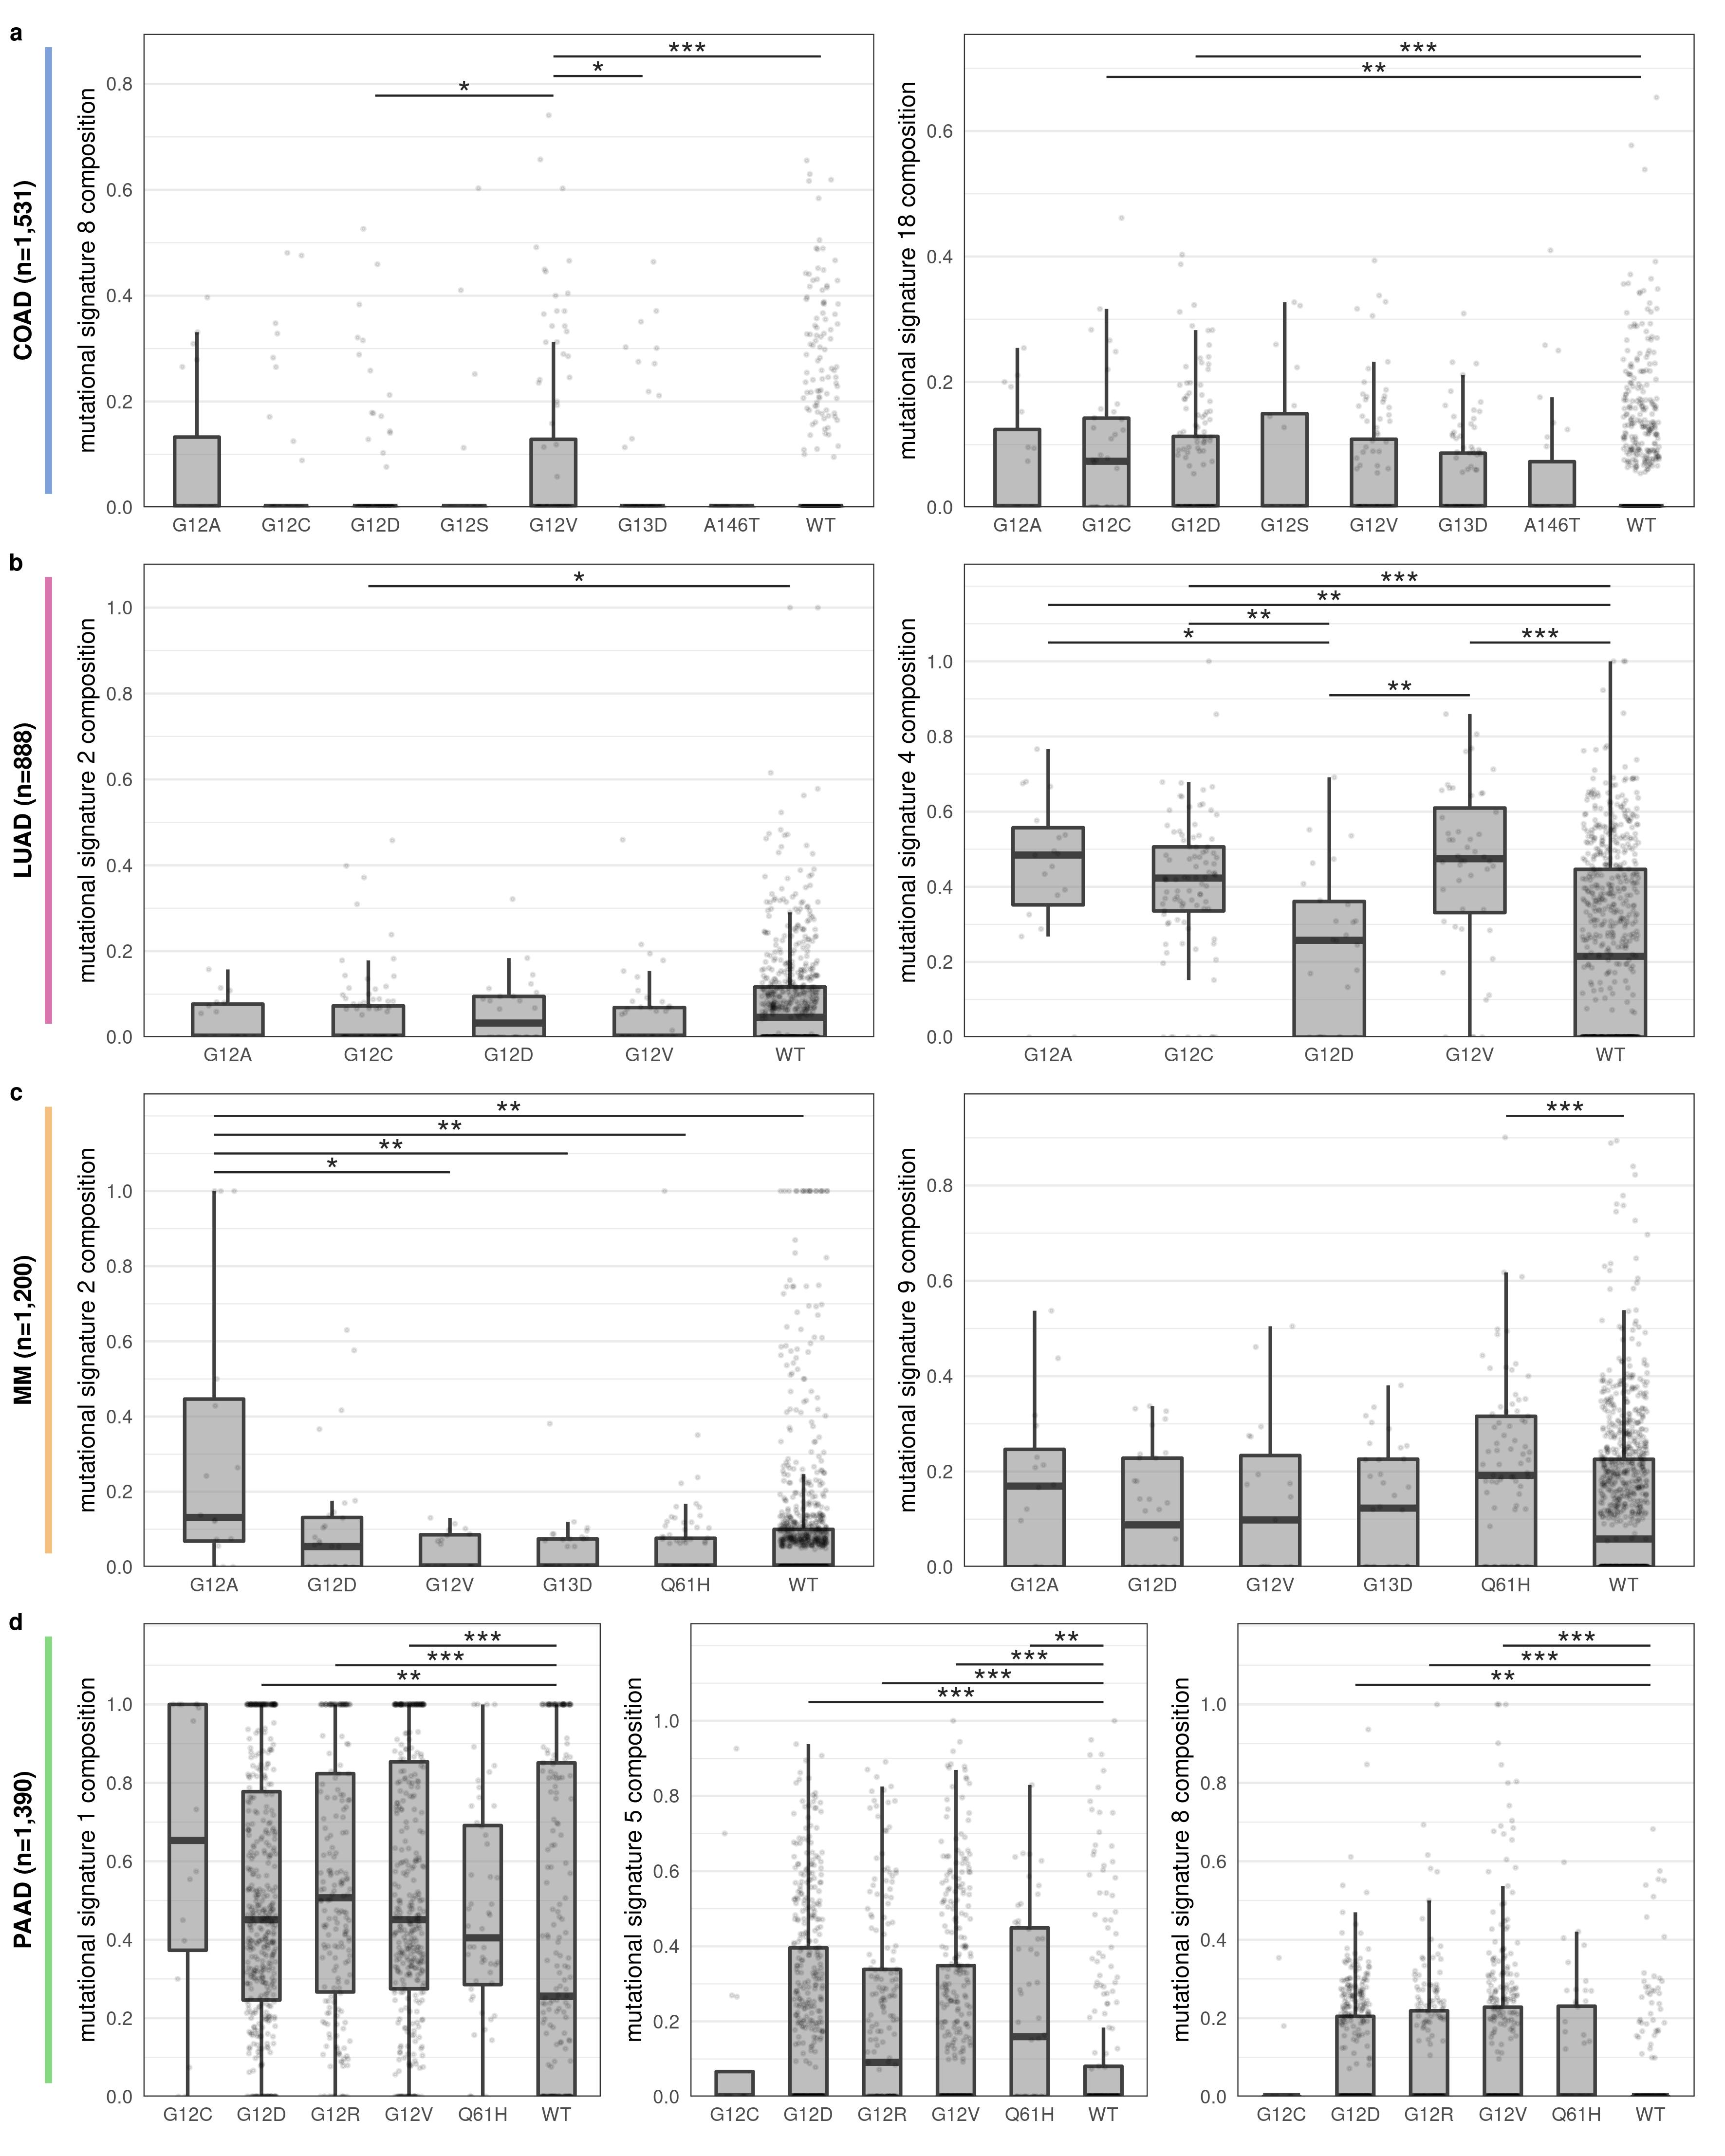 a
COAD (n=1,531)
mutational signature 8 composition
0.8
0.6
0.4
0.2
0.0
***
*
*
G12A G12C G12D G12S G12V G13D A146T WT
mutational signature 18 composition
0.6
0.4
0.2
0.0
***
**
G12A G12C G12D G12S G12V G13D A146T WT
b
LUAD (n=888)
mutational signature 2 composition
1.0
0.8
0.6
0.4
0.2
0.0
*
G12A G12C G12D G12V WT
mutational signature 4 composition
1.0
0.8
0.6
0.4
0.2
0.0
***
**
**
* ***
**
G12A G12C G12D G12V WT
c
MM (n=1,200)
mutational signature 2 composition
1.0
0.8
0.6
0.4
0.2
0.0
**
**
**
*
G12A G12D G12V G13D Q61H WT
mutational signature 9 composition
0.8
0.6
0.4
0.2
0.0
***
G12A G12D G12V G13D Q61H WT
d
PAAD (n=1,390)
mutational signature 1 composition
1.0
0.8
0.6
0.4
0.2
0.0
***
***
**
G12C G12D G12R G12V Q61H WT
mutational signature 5 composition
1.0
0.8
0.6
0.4
0.2
0.0
**
***
***
***
G12C G12D G12R G12V Q61H WT
mutational signature 8 composition
1.0
0.8
0.6
0.4
0.2
0.0
***
***
**
G12C G12D G12R G12V Q61H WT